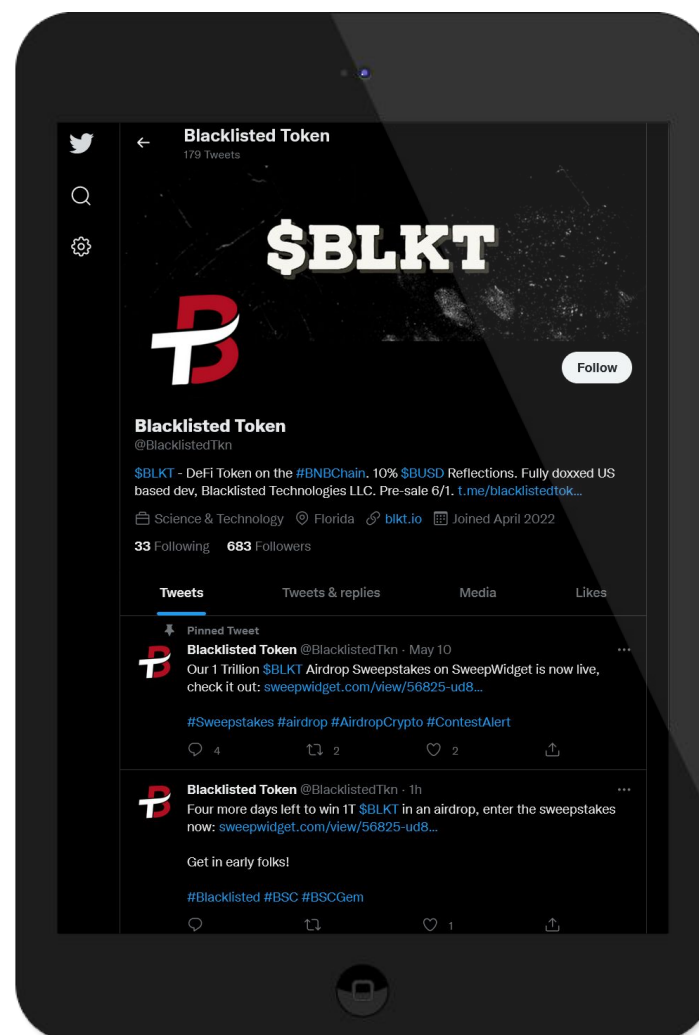 Blacklisted Token
179 Tweets
$BLKT
TB
Follow
Blacklisted Token
@BlacklistedTkn
$BLKT - DeFi Token on the #BNBChain. 10% $BUSD Reflections. Fully doxxed US
based dev, Blacklisted Technologies LLC. Pre-sale 6/1. t.me/blacklistedtok...
Science & Technology Florida blkt.io Joined April 2022
33 Following 683 Followers
Tweets Tweets & replies Media Likes
Pinned Tweet
Blacklisted Token @BlacklistedTkn · May 10 ...
Our 1 Trillion $BLKT Airdrop Sweepstakes on SweepWidget is now live,
check it out: sweepwidget.com/view/56825-ud8...
#Sweepstakes #airdrop #AirdropCrypto #ContestAlert
4 2 2
Blacklisted Token @BlacklistedTkn · 1h ...
Four more days left to win 1T $BLKT in an airdrop, enter the sweepstakes
now: sweepwidget.com/view/56825-ud8...
Get in early folks!
#Blacklisted #BSC #BSCGem
1